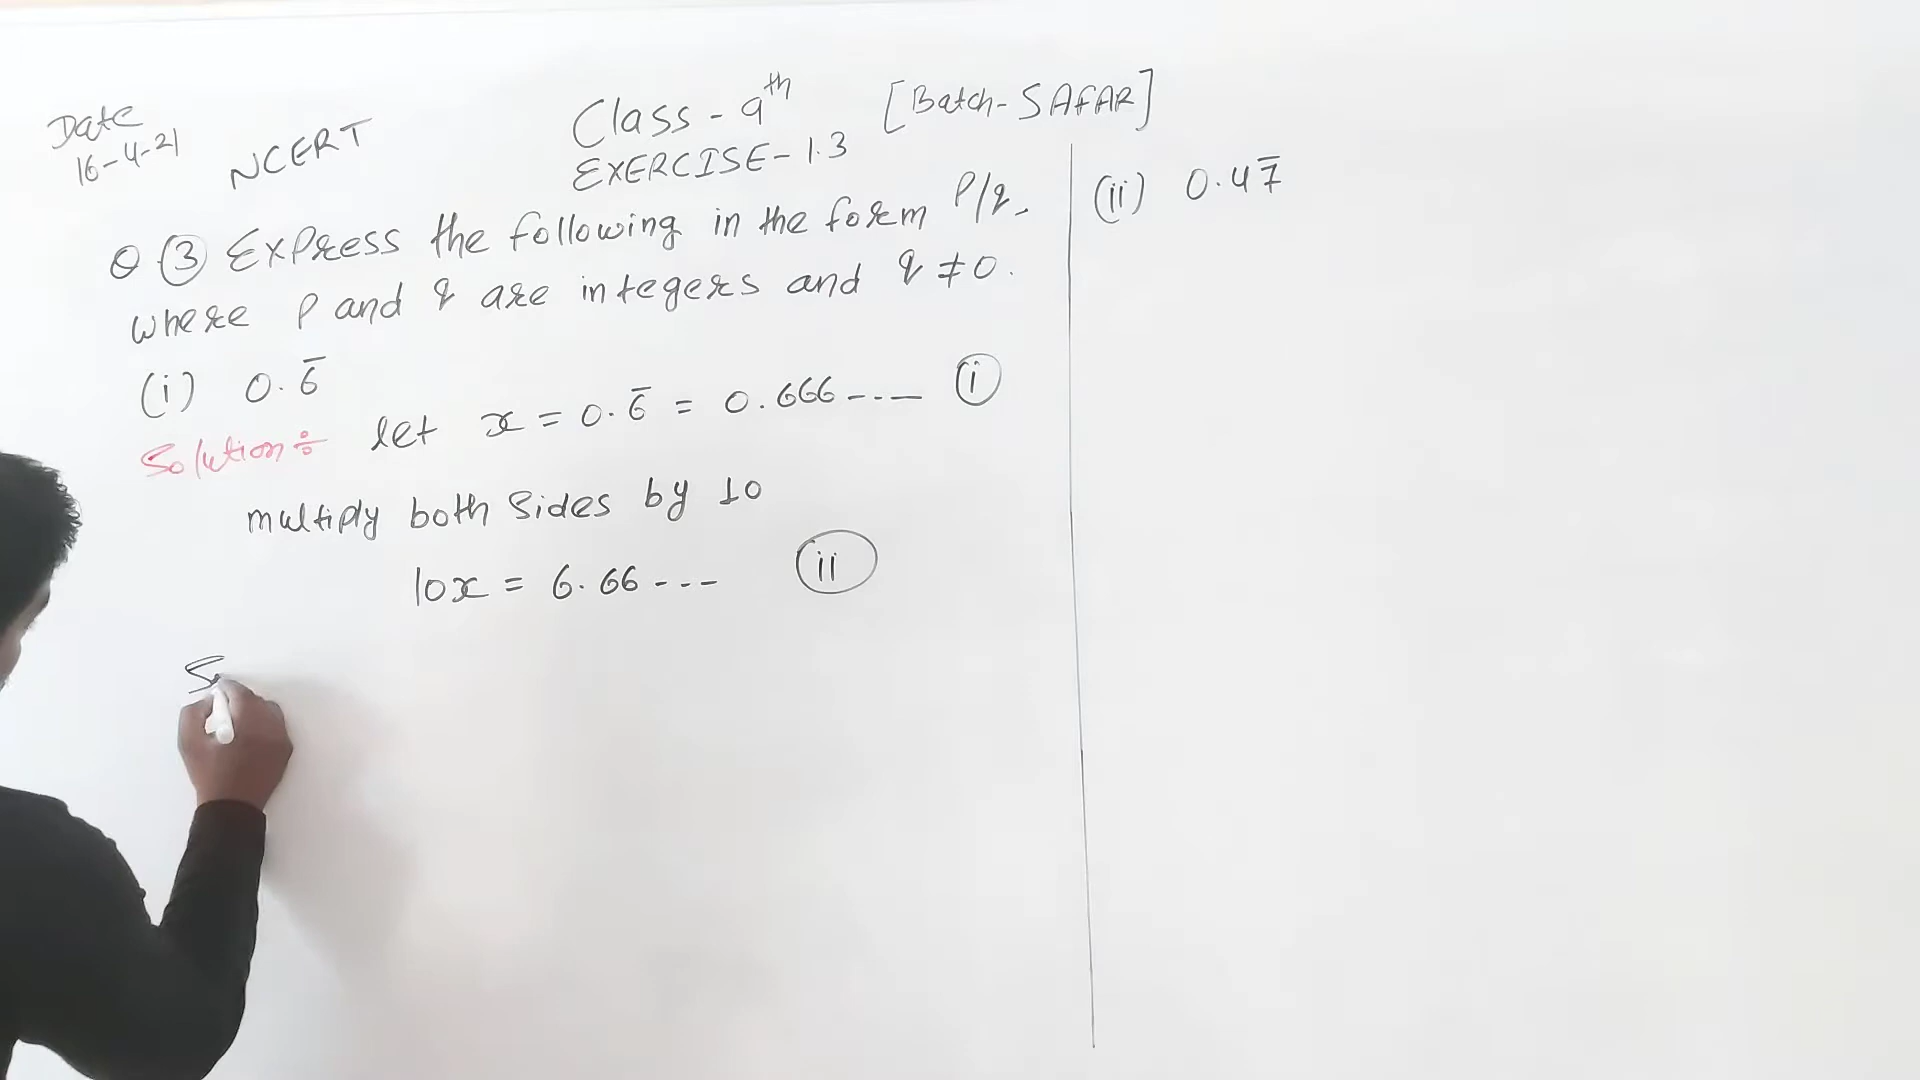 Date
16-4-21
NCERT
Class - 9th [Batch- SAFAR]
EXERCISE- 1.3
Q ③ Express the following in the form P/q.
where P and q are integers and q ≠ 0.
(i) 0.6̅
Solution÷ let x = 0.6̅ = 0.666---- ⓘ
multiply both sides by 10
10x = 6.66--- ⓘⓘ
(ii) 0.47̅